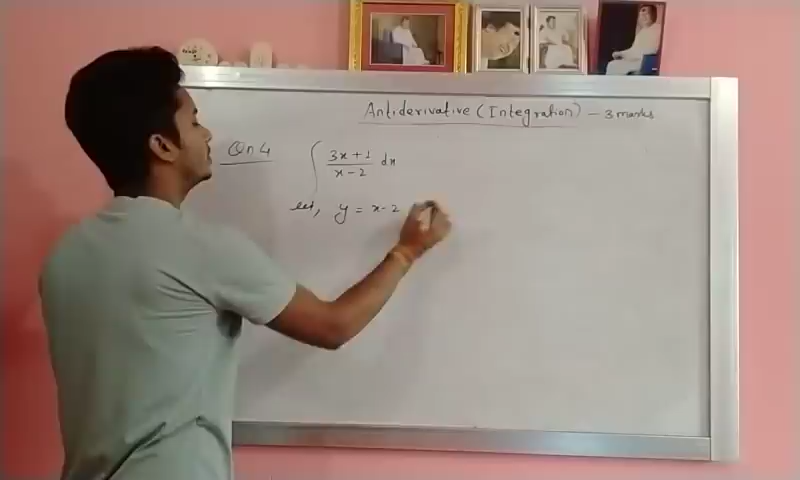 Antiderivative (Integration) - 3 marks
Qn 4 ∫ (3x+1)/(x-2) dx
let, y = x-2